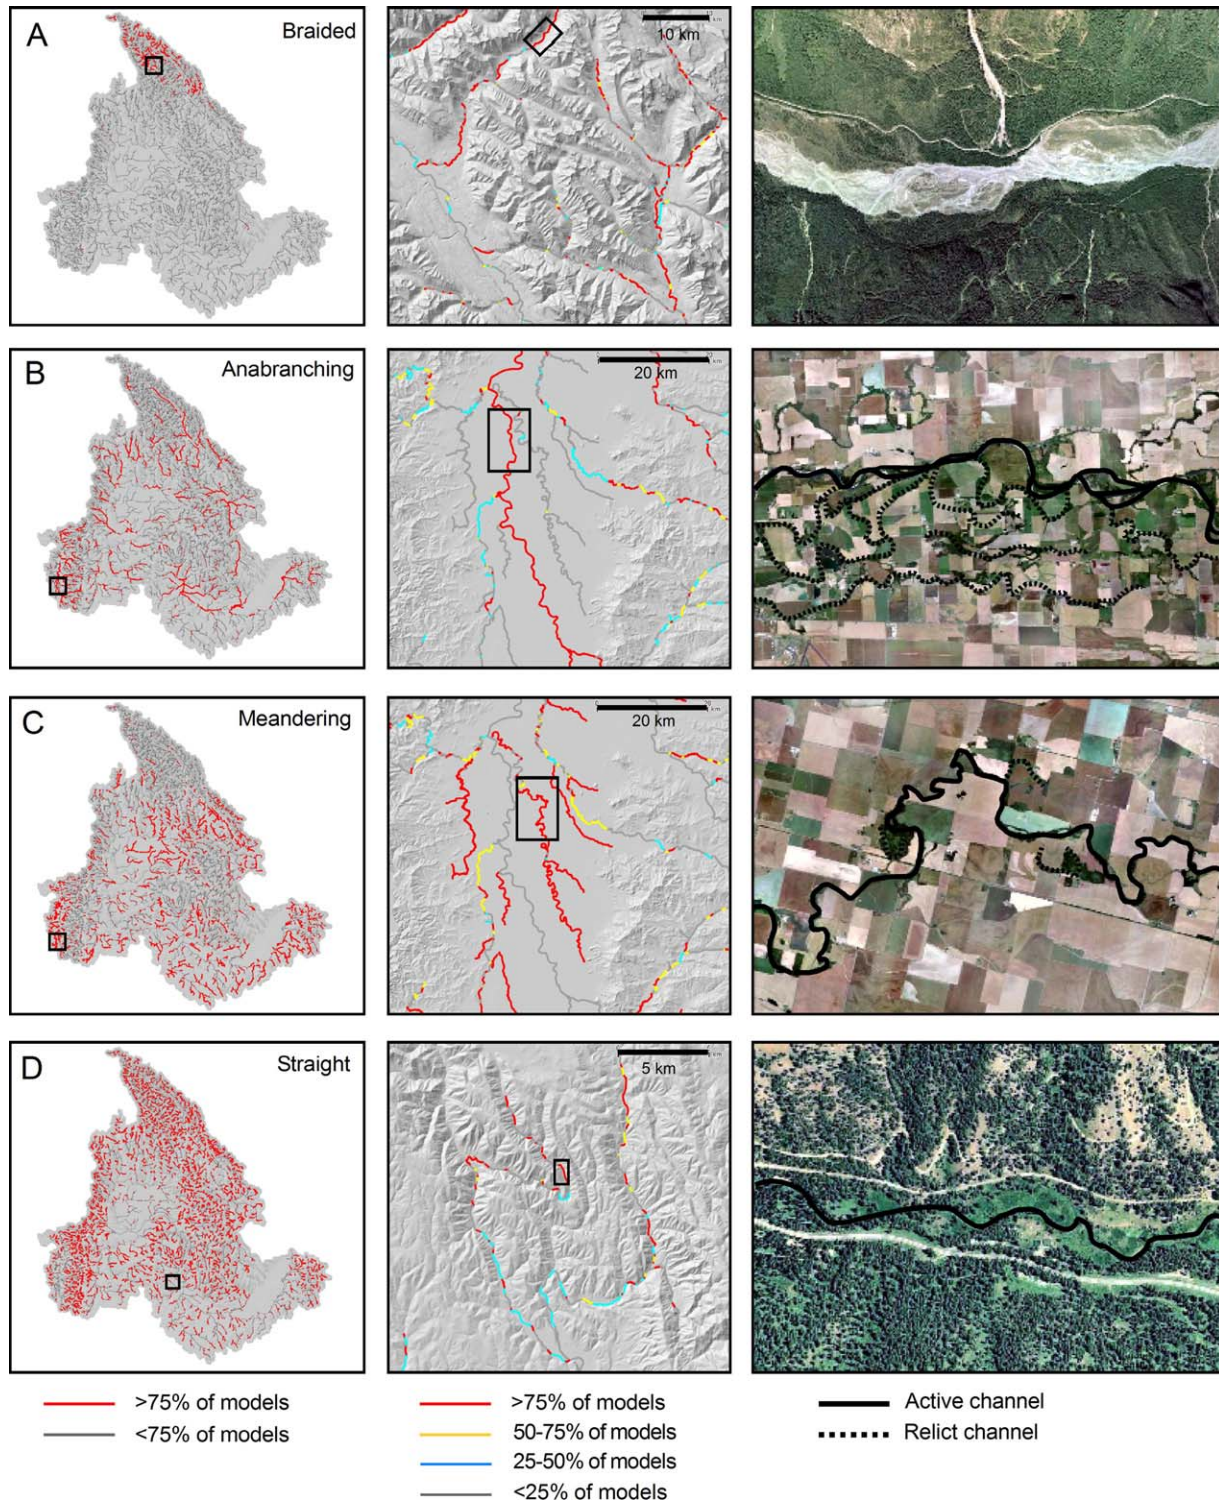 A
Braided
10 km
B
Anabranching
20 km
C
Meandering
20 km
D
Straight
5 km
>75% of models
<75% of models
>75% of models
50-75% of models
25-50% of models
<25% of models
Active channel
Relict channel